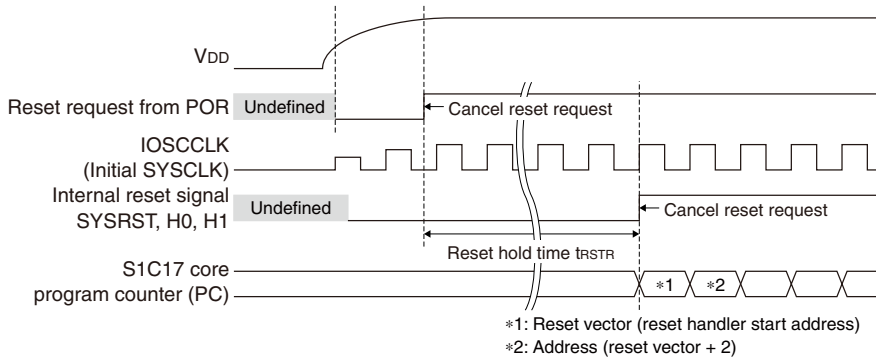 VDD
Reset request from POR
Undefined
Cancel reset request
IOSCCLK
(Initial SYSCLK)
Internal reset signal
SYSRST, H0, H1
Undefined
Cancel reset request
Reset hold time tRSTR
S1C17 core
program counter (PC)
*1
*2
*1: Reset vector (reset handler start address)
*2: Address (reset vector + 2)